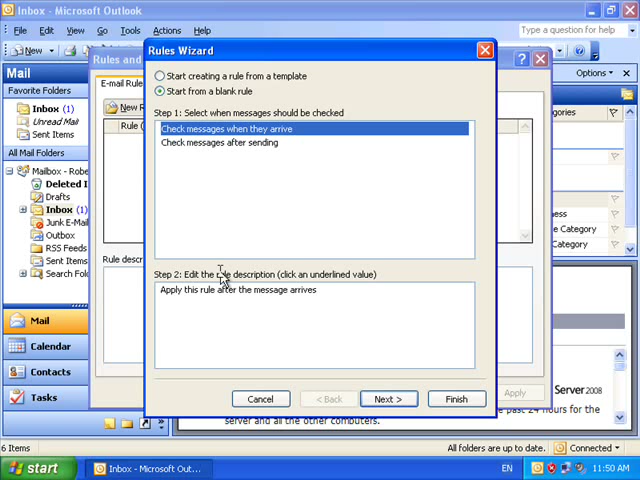 Inbox - Microsoft Outlook
File Edit View Go Tools Actions Help
Type a question for help
New
Mail
Options
Favorite Folders
Inbox (1)
Unread Mail
Sent Items
All Mail Folders
Mailbox - Robe
Deleted I
Drafts
Inbox (1)
Junk E-Mai
Outbox
RSS Feeds
Sent Items
Search Fold
Mail
Calendar
Contacts
Tasks
Rules and
E-mail Rule
New R
Rule (
Rule desc
Apply
Rules Wizard
Start creating a rule from a template
Start from a blank rule
Step 1: Select when messages should be checked
Check messages when they arrive
Check messages after sending
Step 2: Edit the rule description (click an underlined value)
Apply this rule after the message arrives
Cancel
< Back
Next >
Finish
egories
ness
e Category
Category
Server 2008
e past 24 hours for the
server and all the other computers.
6 Items
All folders are up to date.
Connected
start
Inbox - Microsoft Out...
EN
11:50 AM